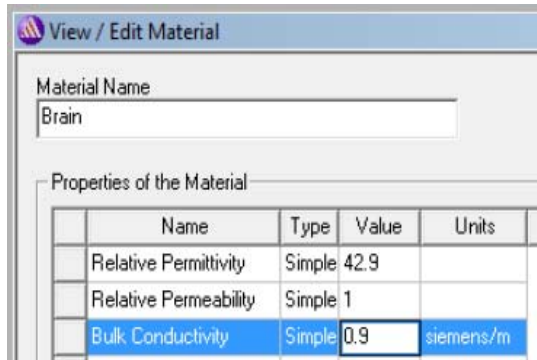 View / Edit Material
Material Name
Brain
Properties of the Material
Name Type Value Units
Relative Permittivity Simple 42.9
Relative Permeability Simple 1
Bulk Conductivity Simple 0.9 siemens/m